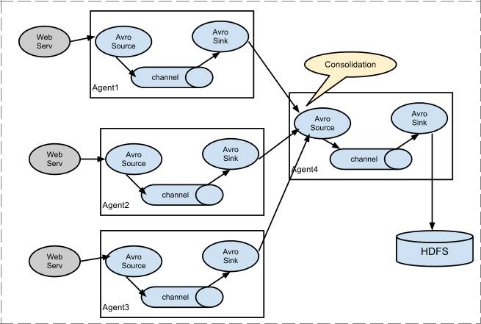 Web
Serv
Avro
Source
channel
Avro
Sink
Agent1
Consolidation
Web
Serv
Avro
Source
channel
Avro
Sink
Agent2
Avro
Source
channel
Avro
Sink
Agent4
Web
Serv
Avro
Source
channel
Avro
Sink
Agent3
HDFS